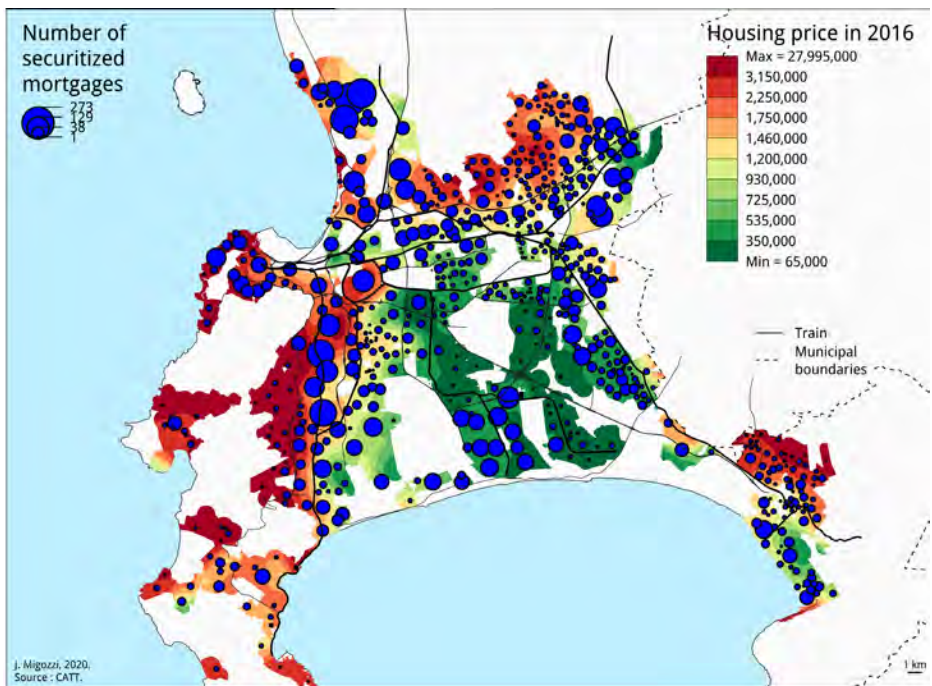 Number of
securitized
mortgages
273
129
38
1
Housing price in 2016
Max = 27,995,000
3,150,000
2,250,000
1,750,000
1,460,000
1,200,000
930,000
725,000
535,000
350,000
Min = 65,000
Train
Municipal
boundaries
J. Migozzi, 2020.
Source : CATT.
1 km